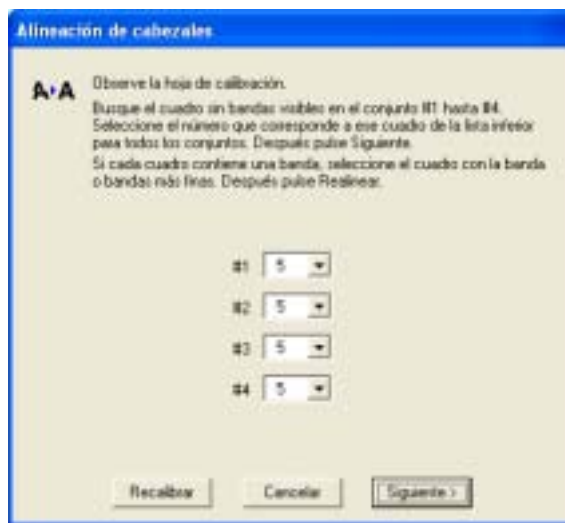 Alineación de cabezales
A A
Observe la hoja de calibración.
Busque el cuadro sin bandas visibles en el conjunto #1 hasta #4.
Seleccione el número que corresponde a ese cuadro de la lista inferior
para todos los conjuntos. Después pulse Siguiente.
Si cada cuadro contiene una banda, seleccione el cuadro con la banda
o bandas más finas. Después pulse Realinear.
#1 5
#2 5
#3 5
#4 5
Recalibrar Cancelar Siguiente >